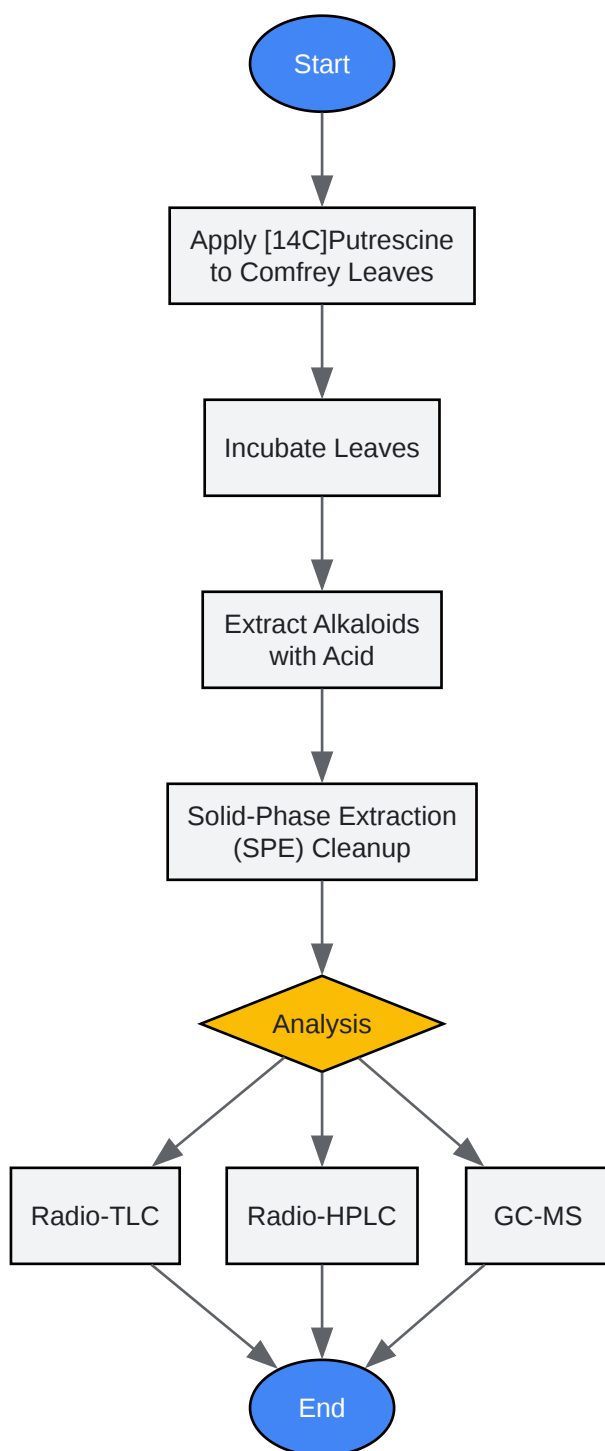 Start
Apply [14C]Putrescine
to Comfrey Leaves
Incubate Leaves
Extract Alkaloids
with Acid
Solid-Phase Extraction
(SPE) Cleanup
Analysis
Radio-TLC
Radio-HPLC
GC-MS
End